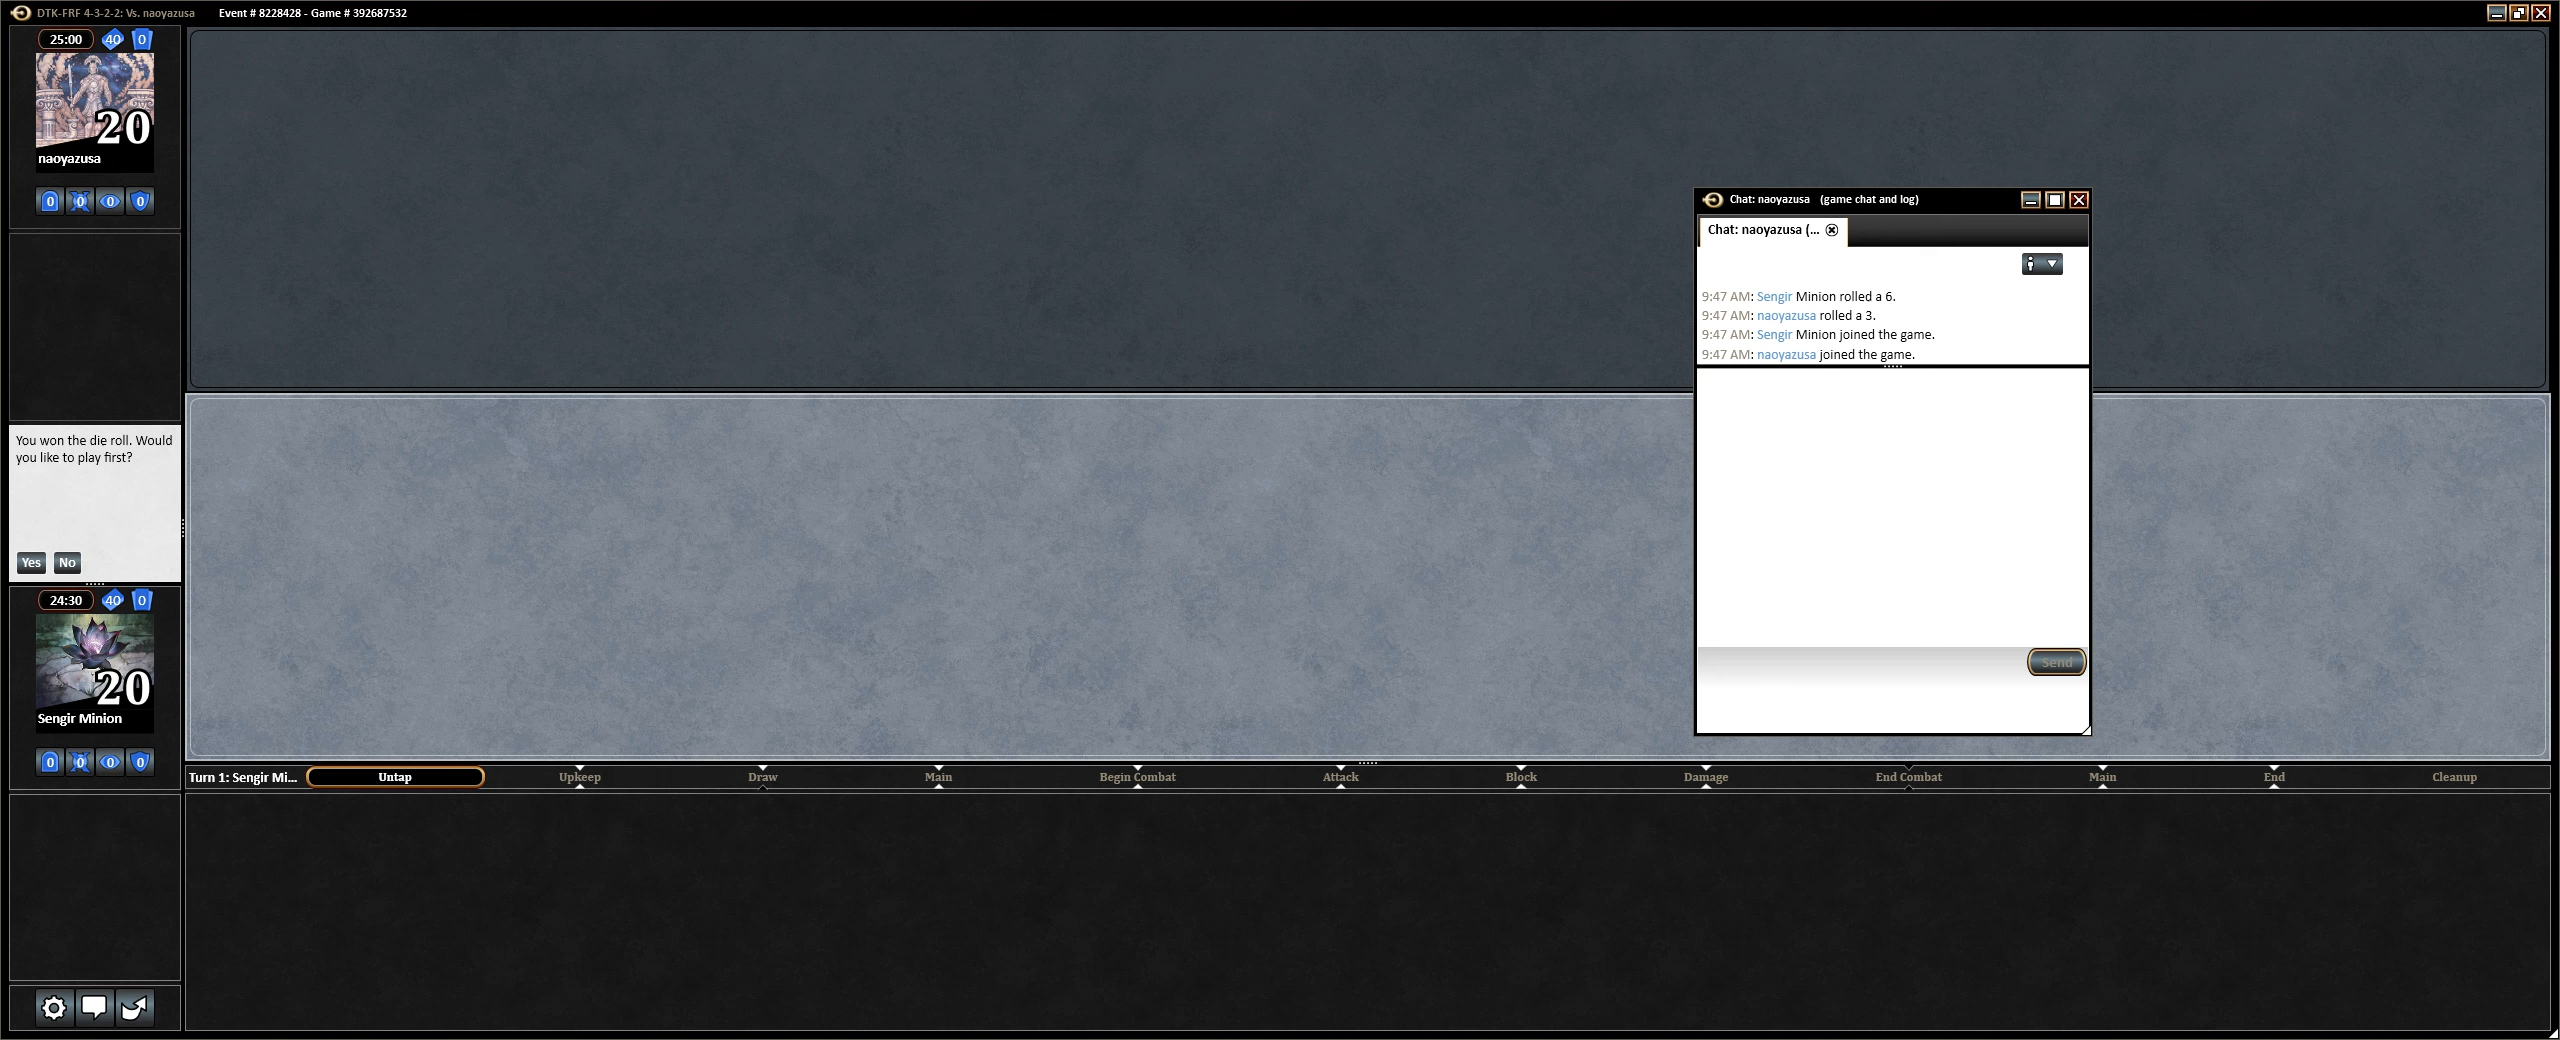 DTK-FRF 4-3-2-2: Vs. naoyazusa Event # 8228428 - Game # 392687532
25:00 40 0
20
naoyazusa
0 0 0 0
Chat: naoyazusa (game chat and log)
Chat: naoyazusa (...
9:47 AM: Sengir Minion rolled a 6.
9:47 AM: naoyazusa rolled a 3.
9:47 AM: Sengir Minion joined the game.
9:47 AM: naoyazusa joined the game.
Send
You won the die roll. Would
you like to play first?
Yes No
24:30 40 0
20
Sengir Minion
0 0 0 0
Turn 1: Sengir Mi... Untap Upkeep Draw Main Begin Combat Attack Block Damage End Combat Main End Cleanup